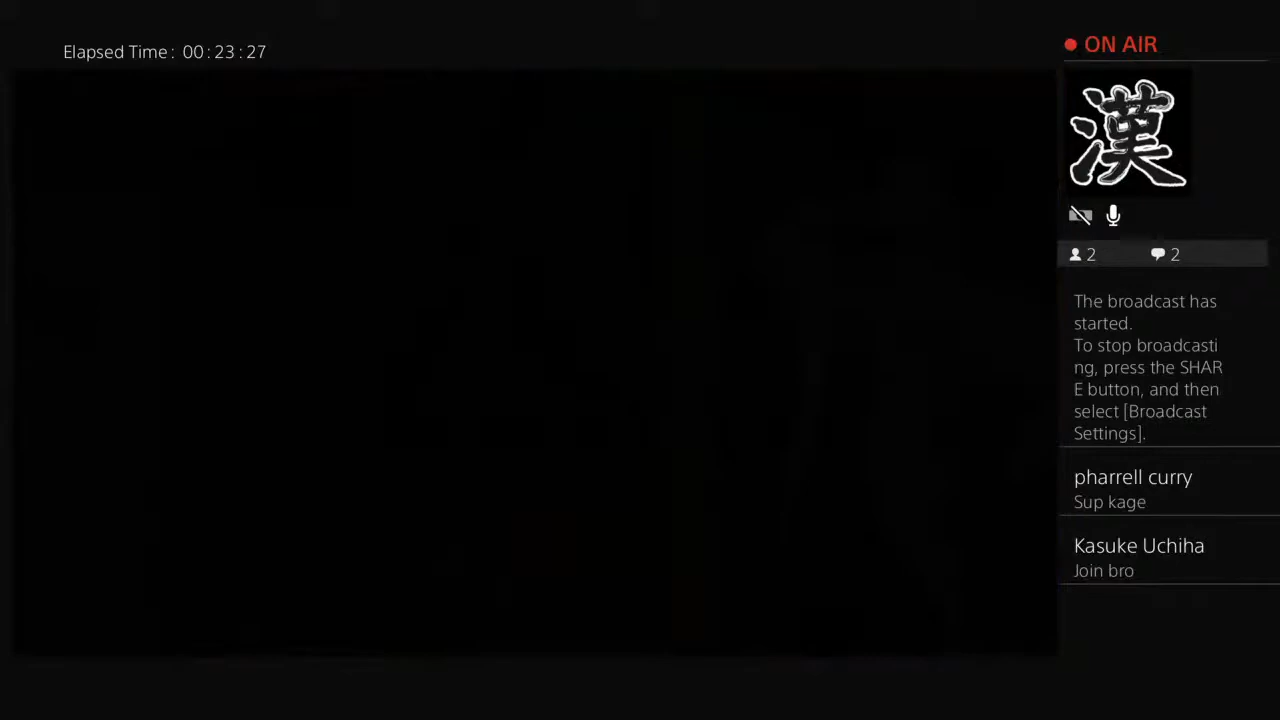 Elapsed Time: 00:23:27
ON AIR
漢
2 2
The broadcast has
started.
To stop broadcasti
ng, press the SHAR
E button, and then
select [Broadcast
Settings].
pharrell curry
Sup kage
Kasuke Uchiha
Join bro